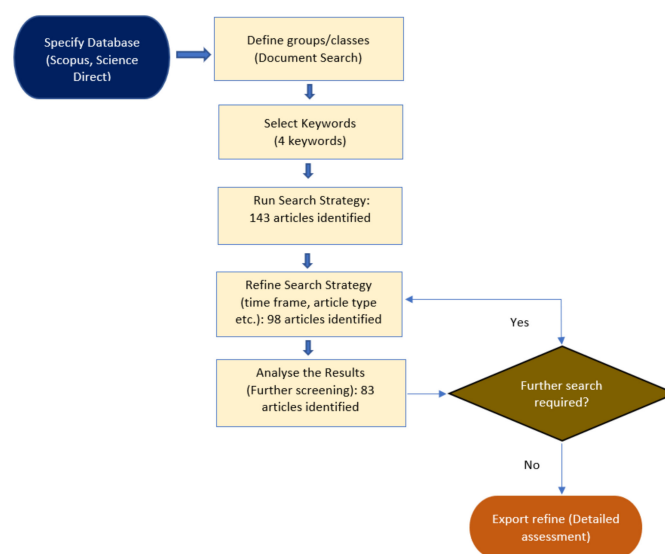 Specify Database
(Scopus, Science
Direct)
Define groups/classes
(Document Search)
Select Keywords
(4 keywords)
Run Search Strategy:
143 articles identified
Refine Search Strategy
(time frame, article type
etc.): 98 articles identified
Yes
Analyse the Results
(Further screening): 83
articles identified
Further search
required?
No
Export refine (Detailed
assessment)